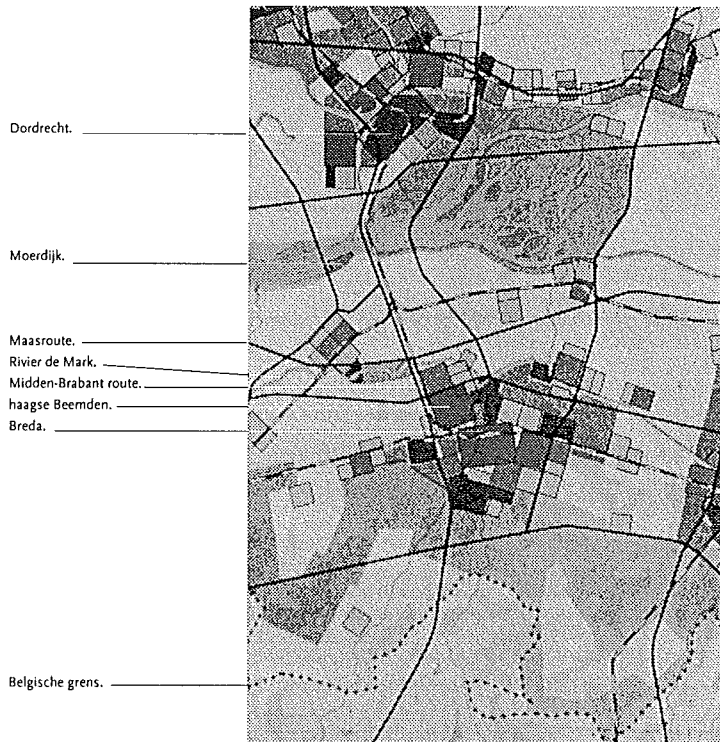 Dordrecht.
Moerdijk.
Maasroute.
Rivier de Mark.
Midden-Brabant route.
haagse Beemden.
Breda.
Belgische grens.